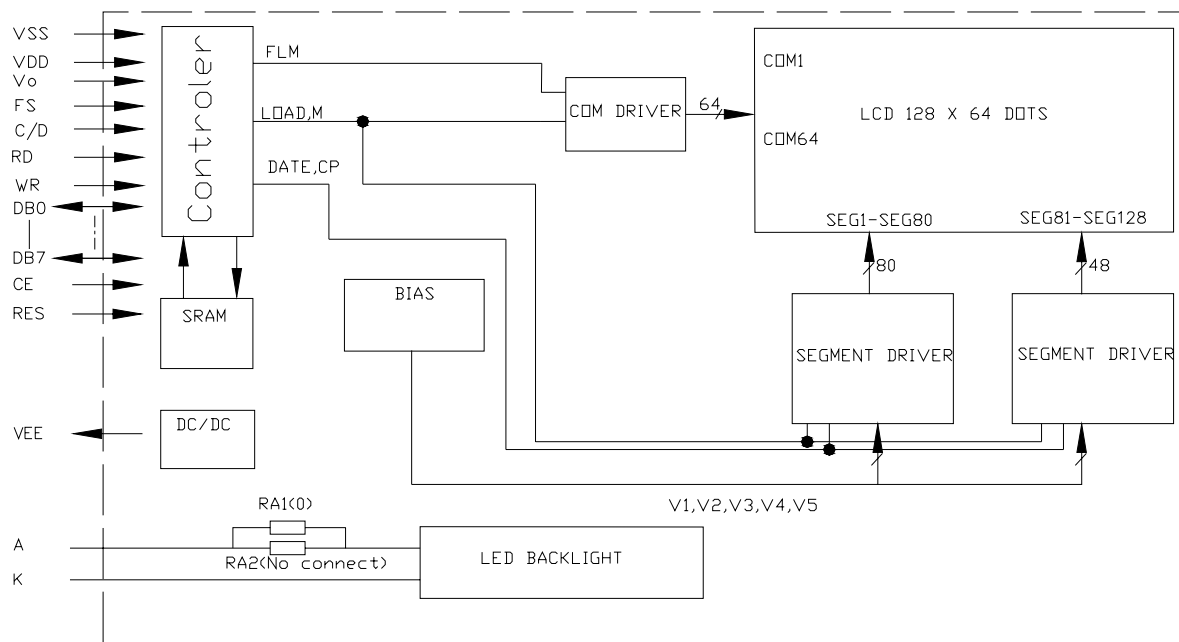 VSS
VDD
Vo
FS
C/D
RD
WR
DB0
DB7
CE
RES
VEE
A
K
Controler
FLM
LOAD,M
DATE,CP
SRAM
DC/DC
BIAS
COM DRIVER
64
COM1
LCD 128 X 64 DOTS
COM64
SEG1-SEG80
SEG81-SEG128
80
48
SEGMENT DRIVER
SEGMENT DRIVER
V1,V2,V3,V4,V5
RA1(0)
RA2(No connect)
LED BACKLIGHT